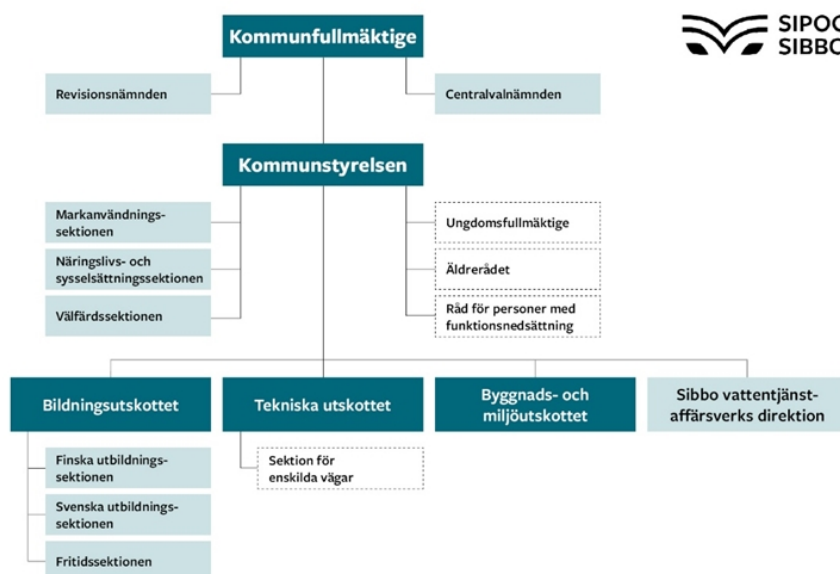 Kommunfullmäktige
SIPOO
SIBBO
Revisionsnämnden
Centralvalnämnden
Kommunstyrelsen
Markanvändnings-
sektionen
Ungdomsfullmäktige
Näringslivs- och
sysselsättningssektionen
Äldrerådet
Välfärdssektionen
Råd för personer med
funktionsnedsättning
Bildningsutskottet
Tekniska utskottet
Byggnads- och
miljöutskottet
Sibbo vattentjänst-
affärsverks direktion
Finska utbildnings-
sektionen
Sektion för
enskilda vägar
Svenska utbildnings-
sektionen
Fritidssektionen